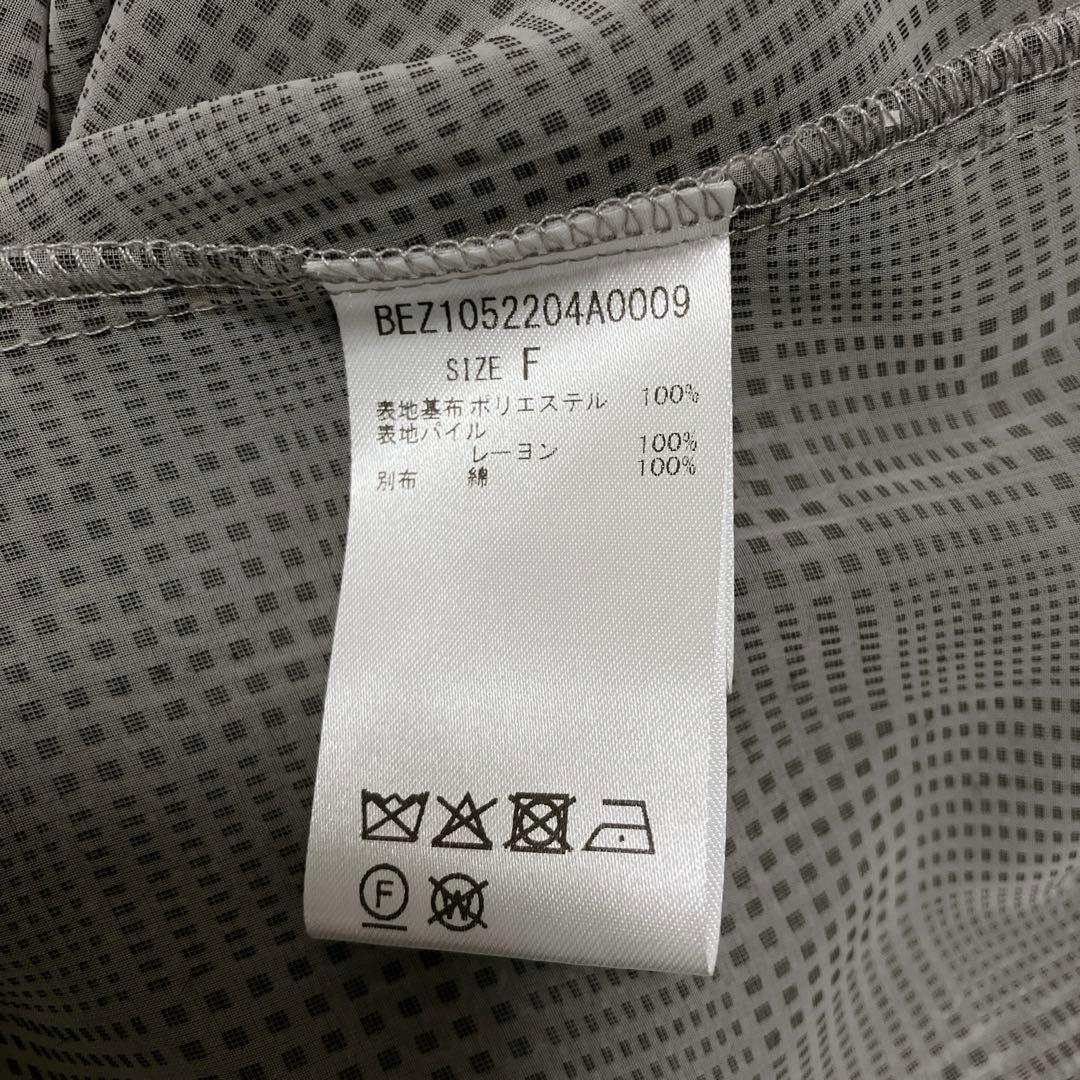 BEZ1052204A0009
SIZE F
表地基布 ポリエステル 100%
表地パイル
レーヨン 100%
別布 綿 100%
F W